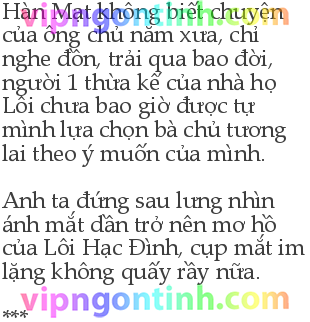 Hàn Mạt không biết chuyện
vipngontinh.com
của ông chủ năm xưa, chỉ
nghe đồn, trải qua bao đời,
người 1 thừa kế của nhà họ
Lôi chưa bao giờ được tự
mình lựa chọn bà chủ tương
lai theo ý muốn của mình.
Anh ta đứng sau lưng nhìn
ánh mắt dần trở nên mơ hồ
của Lôi Hạc Đình, cụp mắt im
lặng không quấy rầy nữa.
vipngontinh.com
***